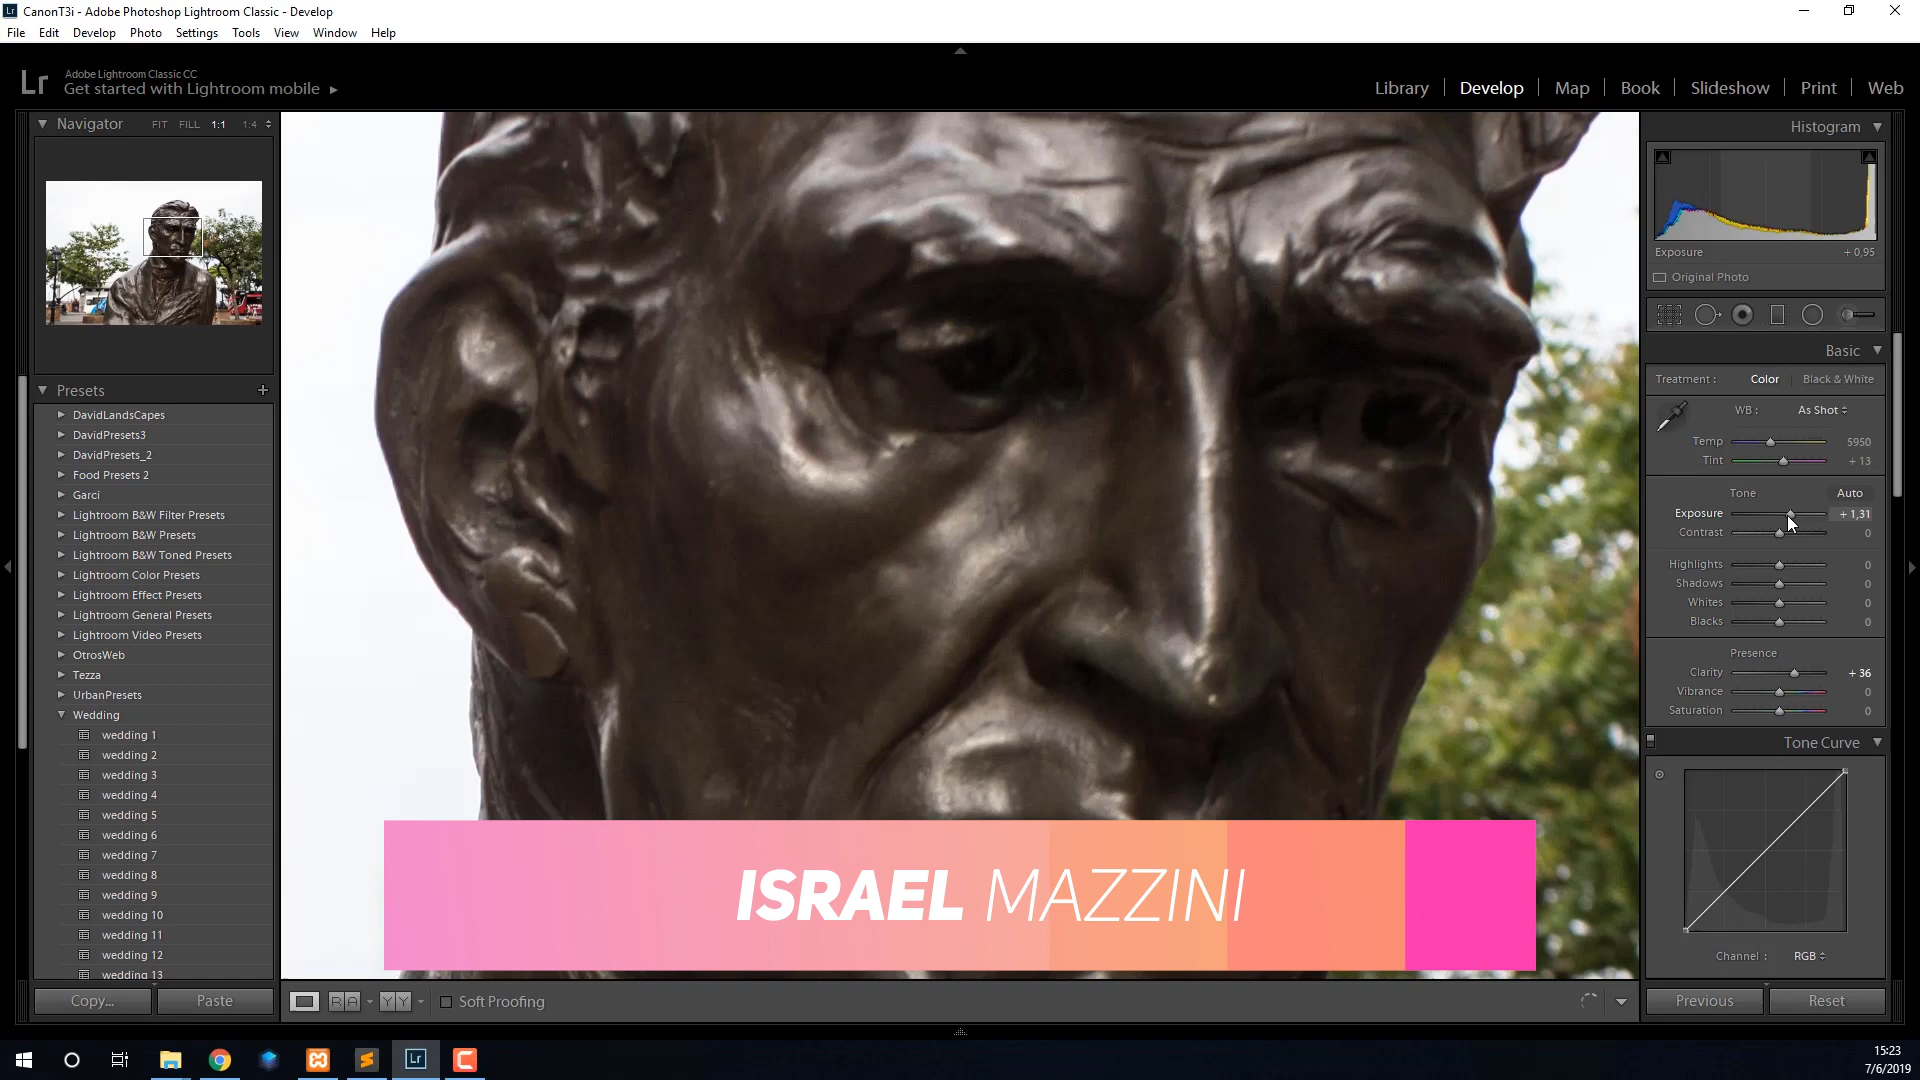 CanonT3i - Adobe Photoshop Lightroom Classic - Develop
File Edit Develop Photo Settings Tools View Window Help
Lr
Adobe Lightroom Classic CC
Get started with Lightroom mobile
Library Develop Map Book Slideshow Print Web
Navigator FIT FILL 1:1 1:4
Presets +
DavidLandsCapes
DavidPresets3
DavidPresets_2
Food Presets 2
Garci
Lightroom B&W Filter Presets
Lightroom B&W Presets
Lightroom B&W Toned Presets
Lightroom Color Presets
Lightroom Effect Presets
Lightroom General Presets
Lightroom Video Presets
OtrosWeb
Tezza
UrbanPresets
Wedding
wedding 1
wedding 2
wedding 3
wedding 4
wedding 5
wedding 6
wedding 7
wedding 8
wedding 9
wedding 10
wedding 11
wedding 12
wedding 13
Copy... Paste
ISRAEL MAZZINI
RA YY Soft Proofing
Histogram
Exposure + 0,95
Original Photo
Basic
Treatment : Color Black & White
WB : As Shot
Temp 5950
Tint + 13
Tone Auto
Exposure + 1,31
Contrast 0
Highlights 0
Shadows 0
Whites 0
Blacks 0
Presence
Clarity + 36
Vibrance 0
Saturation 0
Tone Curve
Channel : RGB
Previous Reset
Lr
15:23
7/6/2019